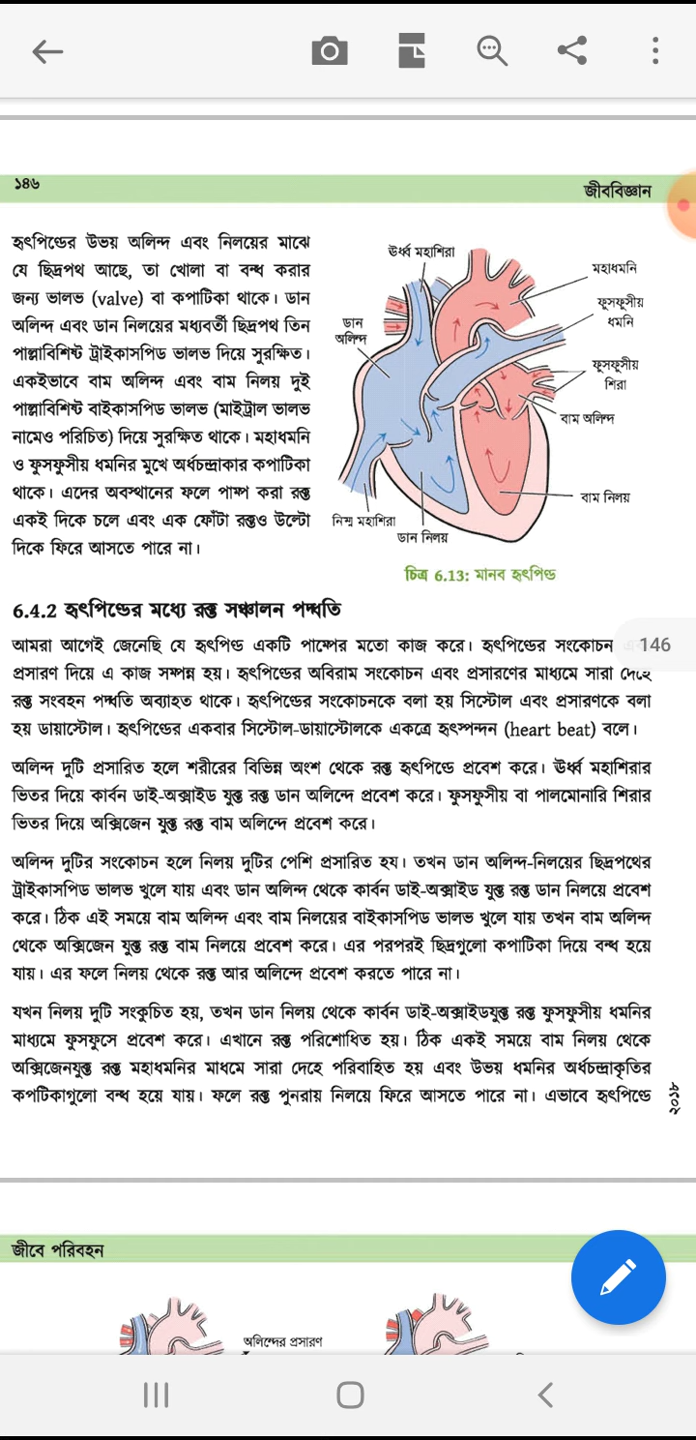 ১৪৬
জীববিজ্ঞান
হৃৎপিণ্ডের উভয় অলিন্দ এবং নিলয়ের মাঝে
যে ছিদ্রপথ আছে, তা খোলা বা বন্ধ করার
জন্য ভালভ (valve) বা কপাটিকা থাকে। ডান
অলিন্দ এবং ডান নিলয়ের মধ্যবর্তী ছিদ্রপথ তিন
পাল্লাবিশিষ্ট ট্রাইকাসপিড ভালভ দিয়ে সুরক্ষিত।
একইভাবে বাম অলিন্দ এবং বাম নিলয় দুই
পাল্লাবিশিষ্ট বাইকাসপিড ভালভ (মাইট্রাল ভালভ
নামেও পরিচিত) দিয়ে সুরক্ষিত থাকে। মহাধমনি
ও ফুসফুসীয় ধমনির মুখে অর্ধচন্দ্রাকার কপাটিকা
থাকে। এদের অবস্থানের ফলে পাম্প করা রক্ত
একই দিকে চলে এবং এক ফোঁটা রক্তও উল্টো
দিকে ফিরে আসতে পারে না।
ঊর্ধ্ব মহাশিরা
মহাধমনি
ফুসফুসীয়
ধমনি
ডান
অলিন্দ
ফুসফুসীয়
শিরা
বাম অলিন্দ
বাম নিলয়
নিম্ন মহাশিরা
ডান নিলয়
চিত্র 6.13: মানব হৃৎপিণ্ড
6.4.2 হৃৎপিণ্ডের মধ্যে রক্ত সঞ্চালন পদ্ধতি
আমরা আগেই জেনেছি যে হৃৎপিণ্ড একটি পাম্পের মতো কাজ করে। হৃৎপিণ্ডের সংকোচন
146
প্রসারণ দিয়ে এ কাজ সম্পন্ন হয়। হৃৎপিণ্ডের অবিরাম সংকোচন এবং প্রসারণের মাধ্যমে সারা দেহে
রক্ত সংবহন পদ্ধতি অব্যাহত থাকে। হৃৎপিণ্ডের সংকোচনকে বলা হয় সিস্টোল এবং প্রসারণকে বলা
হয় ডায়াস্টোল। হৃৎপিণ্ডের একবার সিস্টোল-ডায়াস্টোলকে একত্রে হৃৎস্পন্দন (heart beat) বলে।
অলিন্দ দুটি প্রসারিত হলে শরীরের বিভিন্ন অংশ থেকে রক্ত হৃৎপিণ্ডে প্রবেশ করে। ঊর্ধ্ব মহাশিরার
ভিতর দিয়ে কার্বন ডাই-অক্সাইড যুক্ত রক্ত ডান অলিন্দে প্রবেশ করে। ফুসফুসীয় বা পালমোনারি শিরার
ভিতর দিয়ে অক্সিজেন যুক্ত রক্ত বাম অলিন্দে প্রবেশ করে।
অলিন্দ দুটির সংকোচন হলে নিলয় দুটির পেশি প্রসারিত হয। তখন ডান অলিন্দ-নিলয়ের ছিদ্রপথের
ট্রাইকাসপিড ভালভ খুলে যায় এবং ডান অলিন্দ থেকে কার্বন ডাই-অক্সাইড যুক্ত রক্ত ডান নিলয়ে প্রবেশ
করে। ঠিক এই সময়ে বাম অলিন্দ এবং বাম নিলয়ের বাইকাসপিড ভালভ খুলে যায় তখন বাম অলিন্দ
থেকে অক্সিজেন যুক্ত রক্ত বাম নিলয়ে প্রবেশ করে। এর পরপরই ছিদ্রগুলো কপাটিকা দিয়ে বন্ধ হয়ে
যায়। এর ফলে নিলয় থেকে রক্ত আর অলিন্দে প্রবেশ করতে পারে না।
যখন নিলয় দুটি সংকুচিত হয়, তখন ডান নিলয় থেকে কার্বন ডাই-অক্সাইডযুক্ত রক্ত ফুসফুসীয় ধমনির
মাধ্যমে ফুসফুসে প্রবেশ করে। এখানে রক্ত পরিশোধিত হয়। ঠিক একই সময়ে বাম নিলয় থেকে
অক্সিজেনযুক্ত রক্ত মহাধমনির মাধমে সারা দেহে পরিবাহিত হয় এবং উভয় ধমনির অর্ধচন্দ্রাকৃতির
কপটিকাগুলো বন্ধ হয়ে যায়। ফলে রক্ত পুনরায় নিলয়ে ফিরে আসতে পারে না। এভাবে হৃৎপিণ্ডে
২০১৮
জীবে পরিবহন
অলিন্দের প্রসারণ